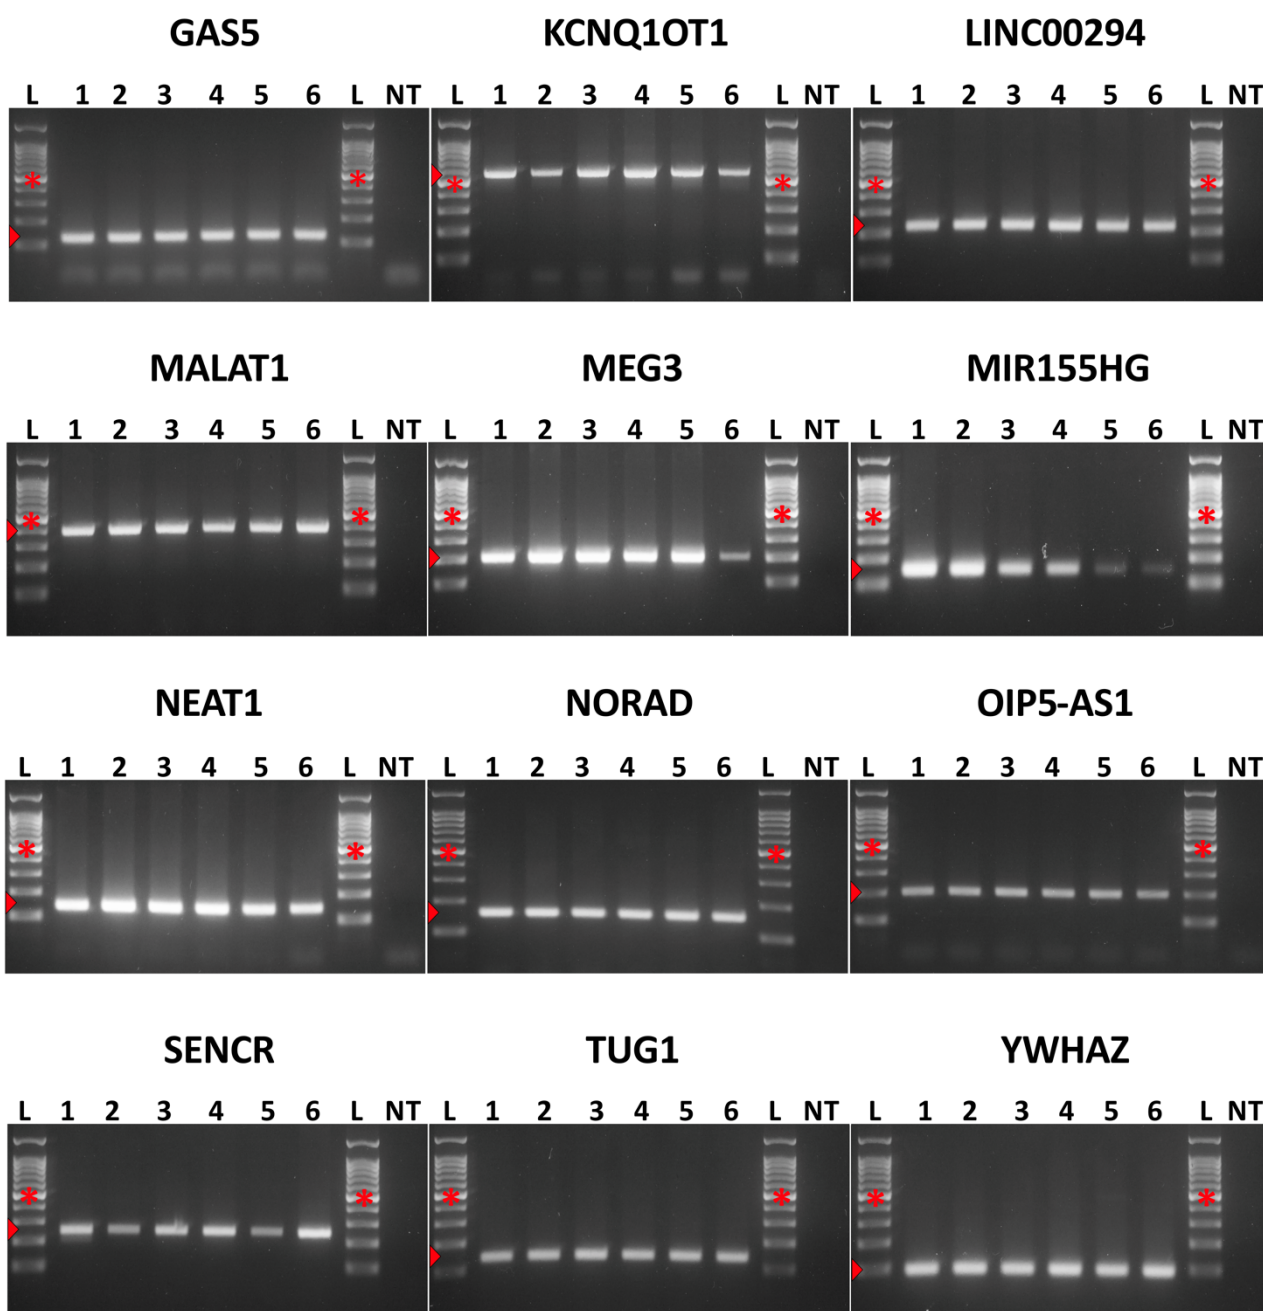 GAS5 KCNQ1OT1 LINC00294
L 1 2 3 4 5 6 L NT L 1 2 3 4 5 6 L NT L 1 2 3 4 5 6 L NT
* * * * * *
MALAT1 MEG3 MIR155HG
L 1 2 3 4 5 6 L NT L 1 2 3 4 5 6 L NT L 1 2 3 4 5 6 L NT
* * * * * *
NEAT1 NORAD OIP5-AS1
L 1 2 3 4 5 6 L NT L 1 2 3 4 5 6 L NT L 1 2 3 4 5 6 L NT
* * * * * *
SENCR TUG1 YWHAZ
L 1 2 3 4 5 6 L NT L 1 2 3 4 5 6 L NT L 1 2 3 4 5 6 L NT
* * * * * *